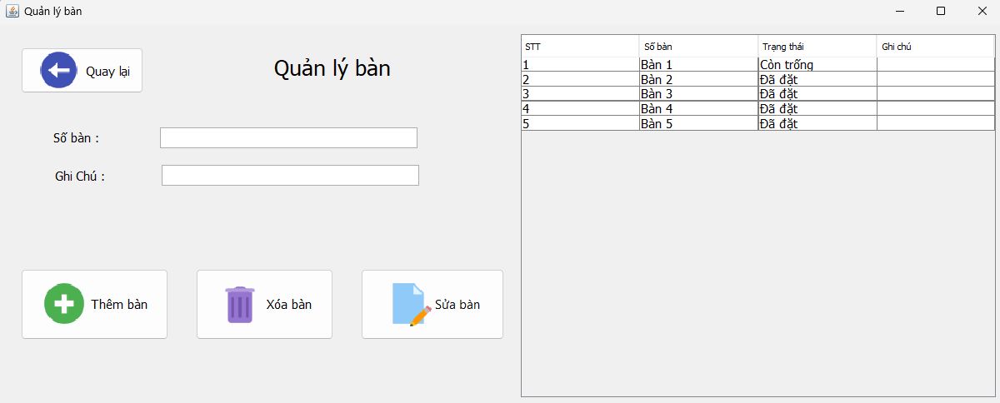 Quản lý bàn
Quay lại
Quản lý bàn
Số bàn :
Ghi Chú :
Thêm bàn
Xóa bàn
Sửa bàn
STT Số bàn Trạng thái Ghi chú
1 Bàn 1 Còn trống
2 Bàn 2 Đã đặt
3 Bàn 3 Đã đặt
4 Bàn 4 Đã đặt
5 Bàn 5 Đã đặt